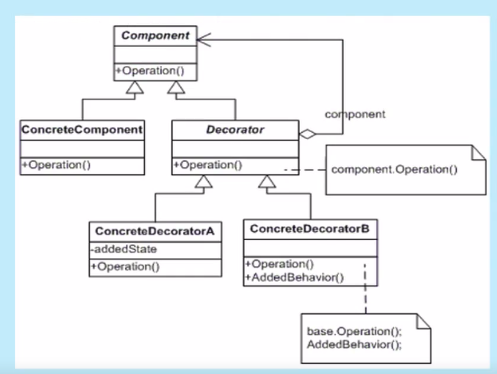 Component
+Operation()
component
ConcreteComponent
+Operation()
Decorator
+Operation()
component.Operation()
ConcreteDecoratorA
-addedState
+Operation()
ConcreteDecoratorB
+Operation()
+AddedBehavior()
base.Operation();
AddedBehavior();